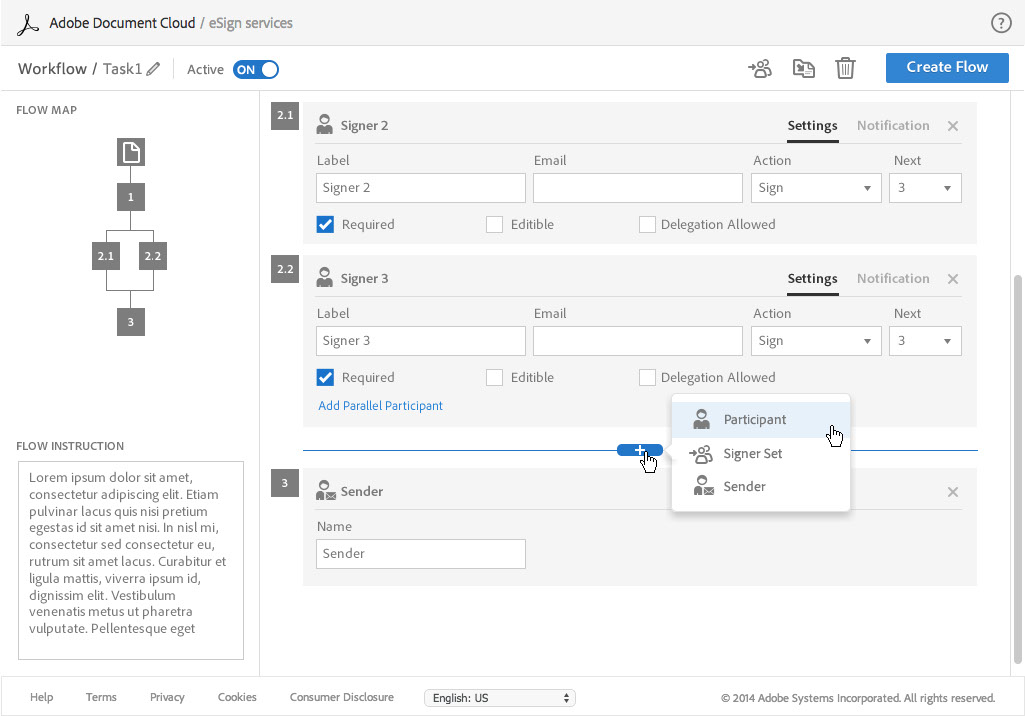 Adobe Document Cloud / eSign services
?
Workflow / Task1
Active
ON
Create Flow
FLOW MAP
1
2.1
2.2
3
FLOW INSTRUCTION
Lorem ipsum dolor sit amet,
consectetur adipiscing elit. Etiam
pulvinar lacus quis nisi pretium
egestas id sit amet nisi. In nisl mi,
consectetur sed consectetur eu,
rutrum sit amet lacus. Curabitur et
ligula mattis, viverra ipsum id,
dignissim elit. Vestibulum
venenatis metus ut pharetra
vulputate. Pellentesque eget
2.1
Signer 2
Settings
Notification
Label
Email
Action
Next
Signer 2
Sign
3
Required
Editible
Delegation Allowed
2.2
Signer 3
Settings
Notification
Label
Email
Action
Next
Signer 3
Sign
3
Required
Editible
Delegation Allowed
Add Parallel Participant
Participant
Signer Set
Sender
3
Sender
Name
Sender
Help
Terms
Privacy
Cookies
Consumer Disclosure
English: US
© 2014 Adobe Systems Incorporated. All rights reserved.